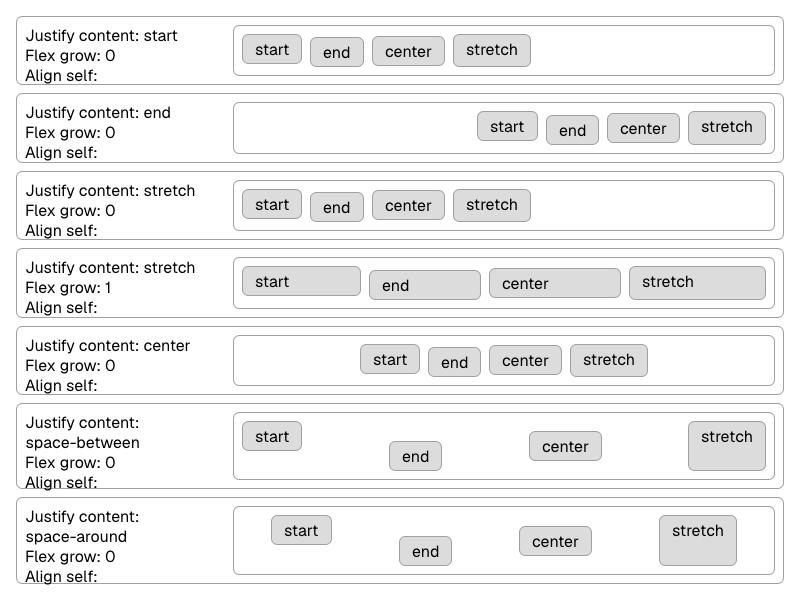 Justify content: start
Flex grow: 0
Align self:
start end center stretch
Justify content: end
Flex grow: 0
Align self:
start end center stretch
Justify content: stretch
Flex grow: 0
Align self:
start end center stretch
Justify content: stretch
Flex grow: 1
Align self:
start end center stretch
Justify content: center
Flex grow: 0
Align self:
start end center stretch
Justify content:
space-between
Flex grow: 0
Align self:
start end center stretch
Justify content:
space-around
Flex grow: 0
Align self:
start end center stretch